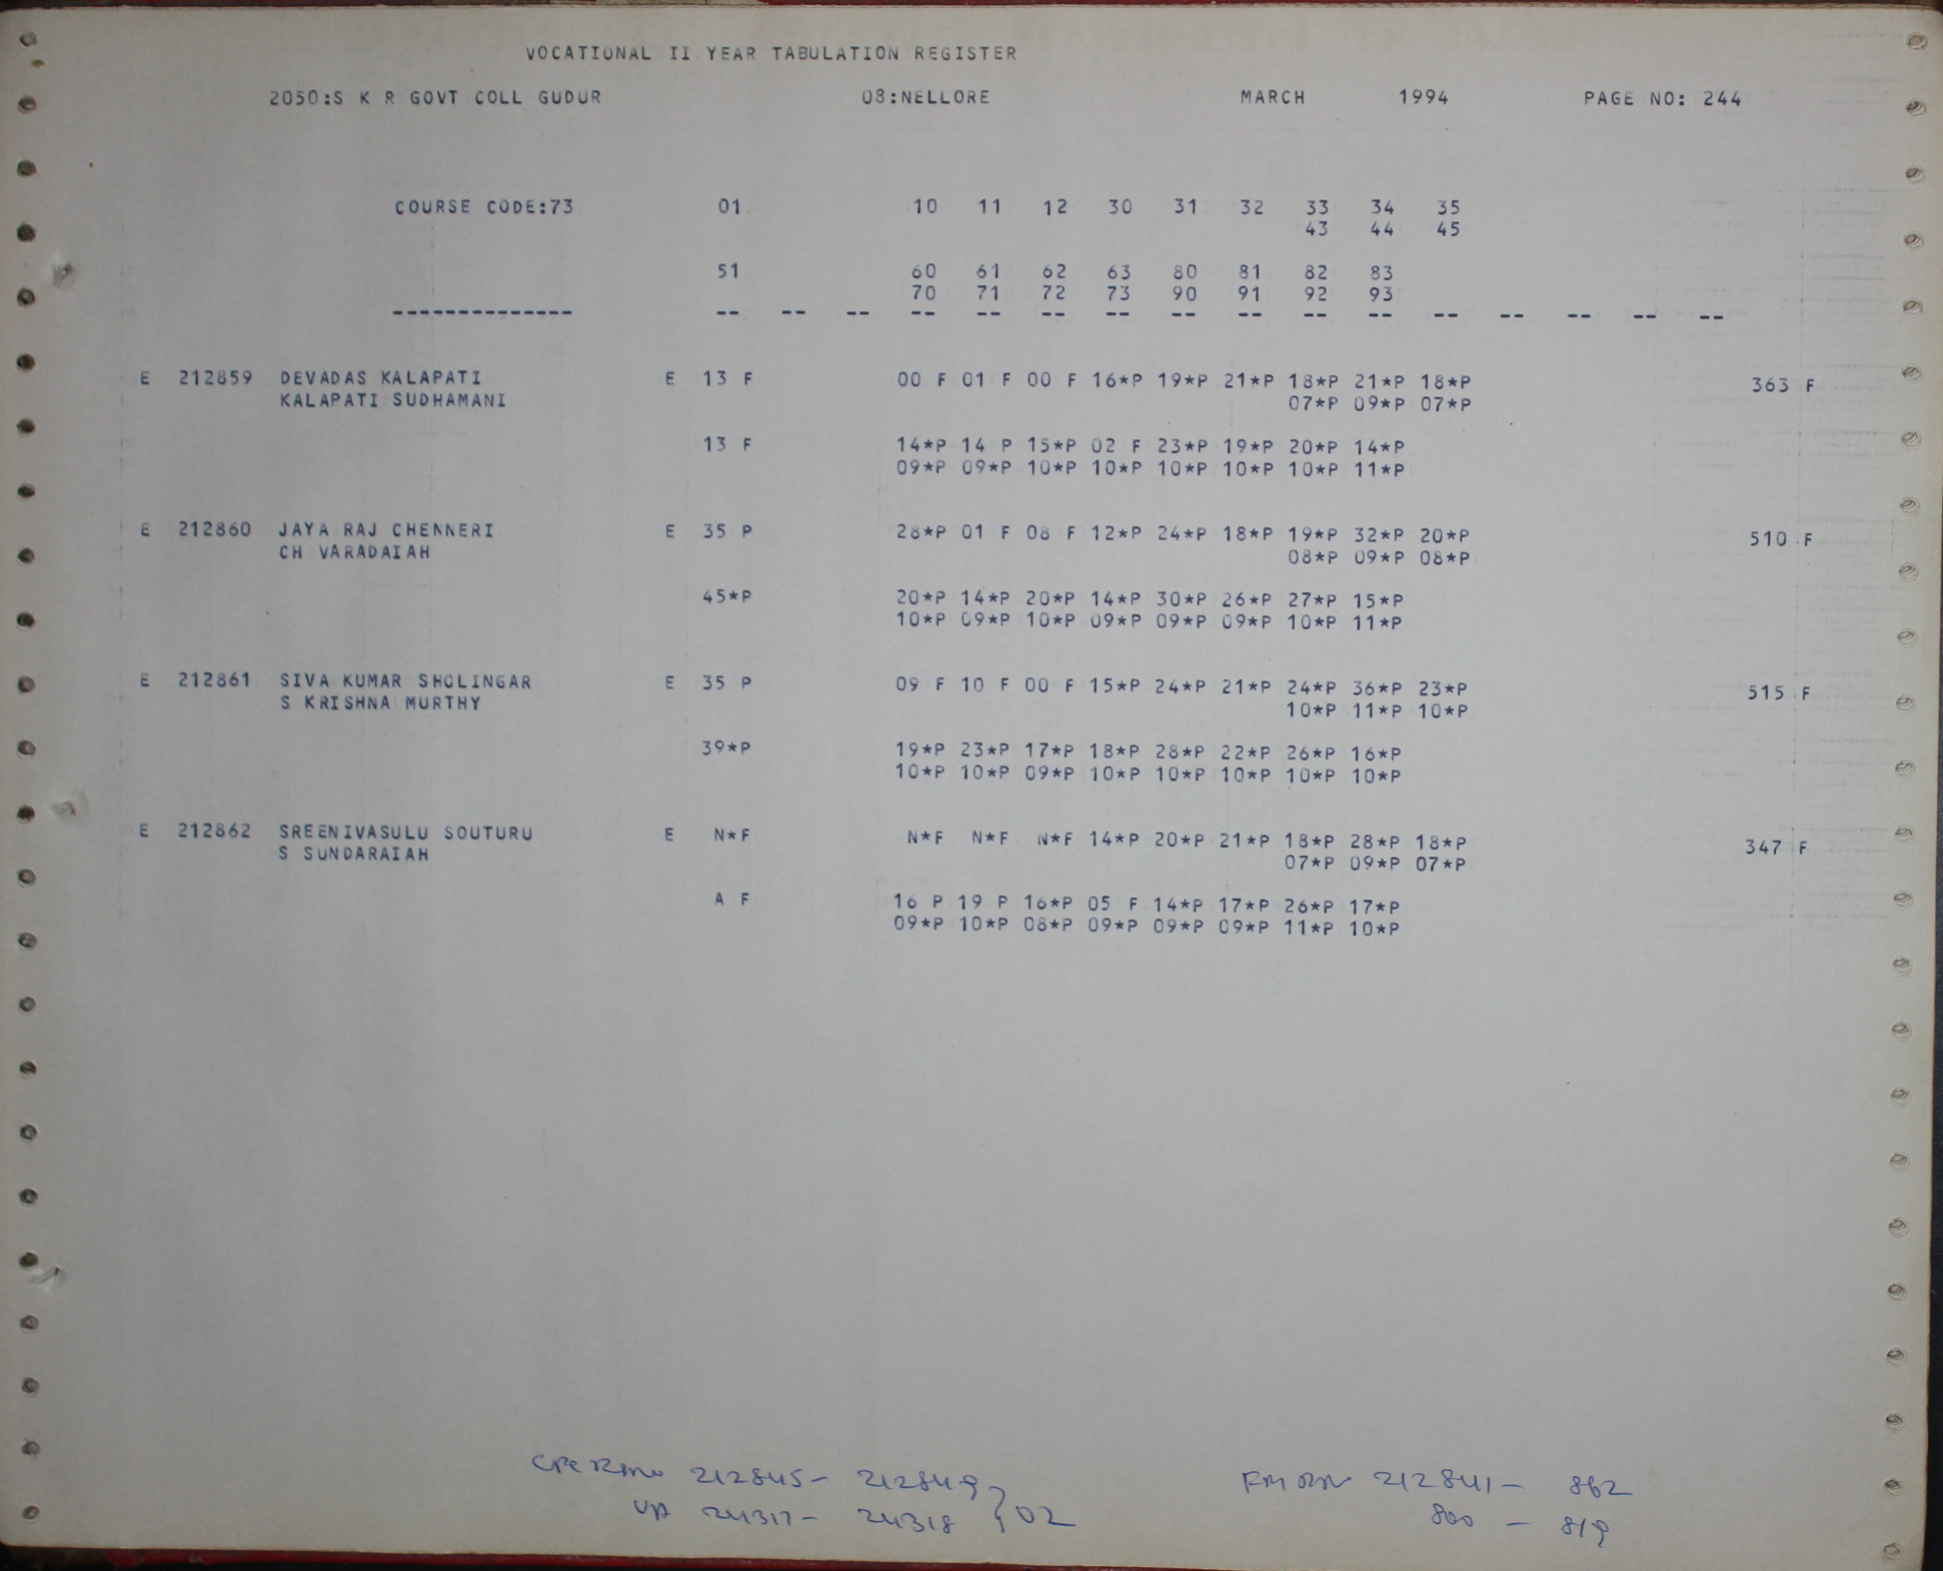 VOCATIONAL II YEAR TABULATION REGISTER
2050:S K R GOVT COLL GUDUR 08:NELLORE MARCH 1994 PAGE NO: 244
COURSE CODE:73 01 10 11 12 30 31 32 33 34 35
43 44 45
51 60 61 62 63 80 81 82 83
70 71 72 73 90 91 92 93
-------------- -- -- -- -- -- -- -- -- -- -- -- -- -- -- -- --
E 212859 DEVADAS KALAPATI E 13 F 00 F 01 F 00 F 16*P 19*P 21*P 18*P 21*P 18*P 363 F
KALAPATI SUDHAMANI 07*P 09*P 07*P
13 F 14*P 14 P 15*P 02 F 23*P 19*P 20*P 14*P
09*P 09*P 10*P 10*P 10*P 10*P 10*P 11*P
E 212860 JAYA RAJ CHENNERI E 35 P 28*P 01 F 08 F 12*P 24*P 18*P 19*P 32*P 20*P 510 F
CH VARADAIAH 08*P 09*P 08*P
45*P 20*P 14*P 20*P 14*P 30*P 26*P 27*P 15*P
10*P 09*P 10*P 09*P 09*P 09*P 10*P 11*P
E 212861 SIVA KUMAR SHOLINGAR E 35 P 09 F 10 F 00 F 15*P 24*P 21*P 24*P 36*P 23*P 515 F
S KRISHNA MURTHY 10*P 11*P 10*P
39*P 19*P 23*P 17*P 18*P 28*P 22*P 26*P 16*P
10*P 10*P 09*P 10*P 10*P 10*P 10*P 10*P
E 212862 SREENIVASULU SOUTURU E N*F N*F N*F N*F 14*P 20*P 21*P 18*P 28*P 18*P 347 F
S SUNDARAIAH 07*P 09*P 07*P
A F 16 P 19 P 16*P 05 F 14*P 17*P 26*P 17*P
09*P 10*P 08*P 09*P 09*P 09*P 11*P 10*P
212845- 212849 212841- 862
24317- 24318 } 02 800 - 819